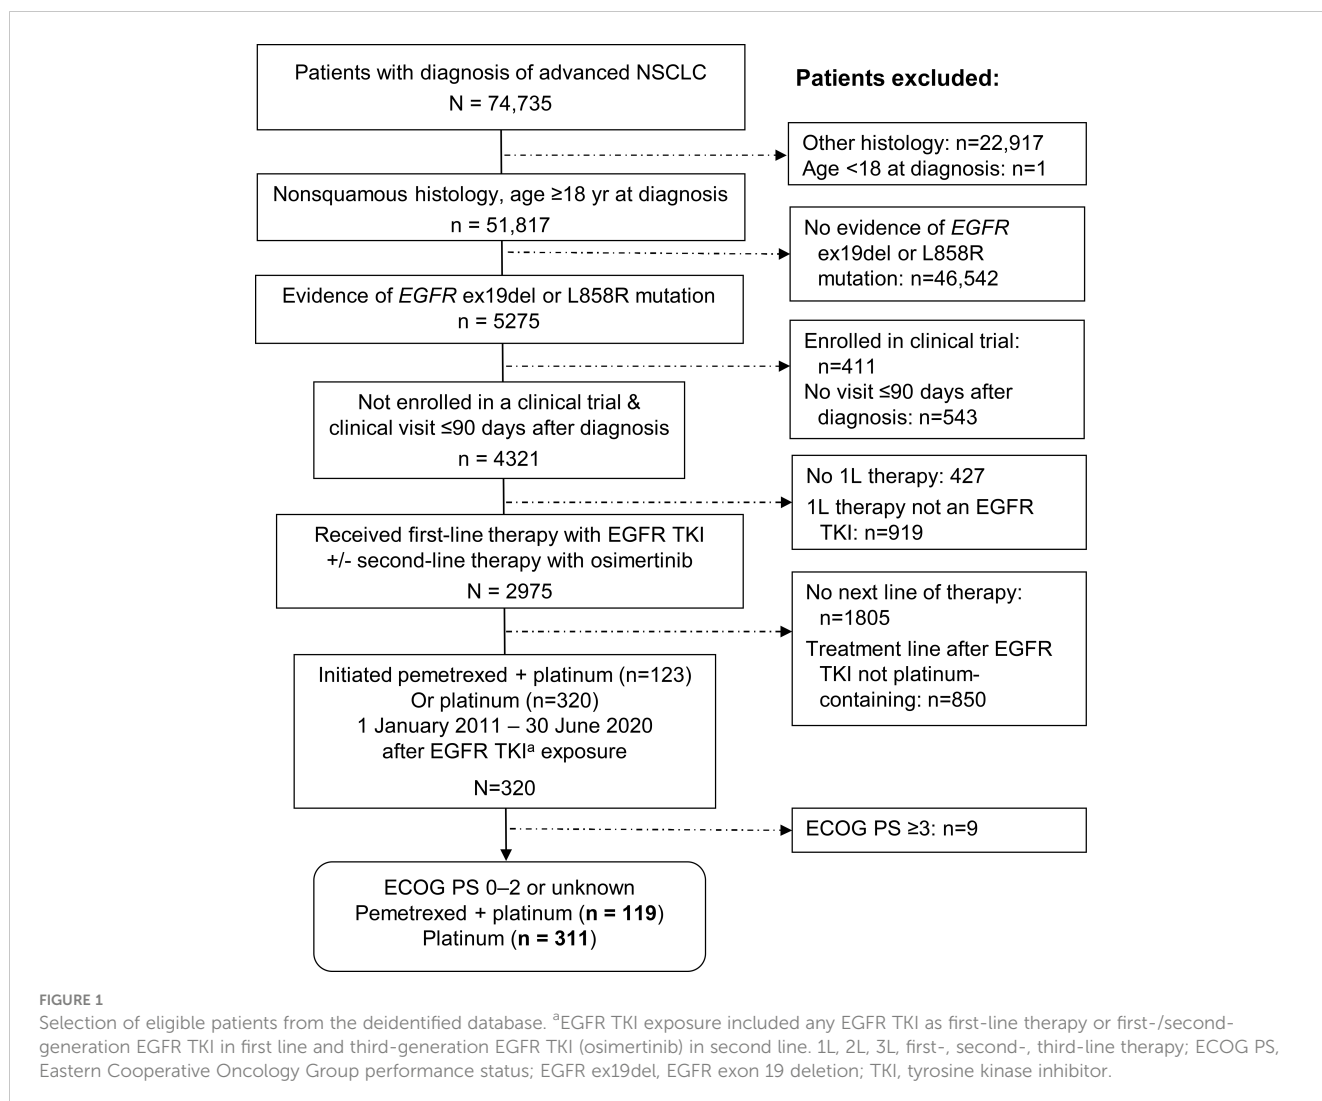 Patients with diagnosis of advanced NSCLC
N = 74,735
Patients excluded:
Other histology: n=22,917
Age <18 at diagnosis: n=1
Nonsquamous histology, age ≥18 yr at diagnosis
n = 51,817
No evidence of EGFR
ex19del or L858R
mutation: n=46,542
Evidence of EGFR ex19del or L858R mutation
n = 5275
Enrolled in clinical trial:
n=411
No visit ≤90 days after
diagnosis: n=543
Not enrolled in a clinical trial &
clinical visit ≤90 days after diagnosis
n = 4321
No 1L therapy: 427
1L therapy not an EGFR
TKI: n=919
Received first-line therapy with EGFR TKI
+/- second-line therapy with osimertinib
N = 2975
No next line of therapy:
n=1805
Treatment line after EGFR
TKI not platinum-
containing: n=850
Initiated pemetrexed + platinum (n=123)
Or platinum (n=320)
1 January 2011 – 30 June 2020
after EGFR TKIᵃ exposure
N=320
ECOG PS ≥3: n=9
ECOG PS 0–2 or unknown
Pemetrexed + platinum (n = 119)
Platinum (n = 311)
FIGURE 1
Selection of eligible patients from the deidentified database. ᵃEGFR TKI exposure included any EGFR TKI as first-line therapy or first-/second-
generation EGFR TKI in first line and third-generation EGFR TKI (osimertinib) in second line. 1L, 2L, 3L, first-, second-, third-line therapy; ECOG PS,
Eastern Cooperative Oncology Group performance status; EGFR ex19del, EGFR exon 19 deletion; TKI, tyrosine kinase inhibitor.